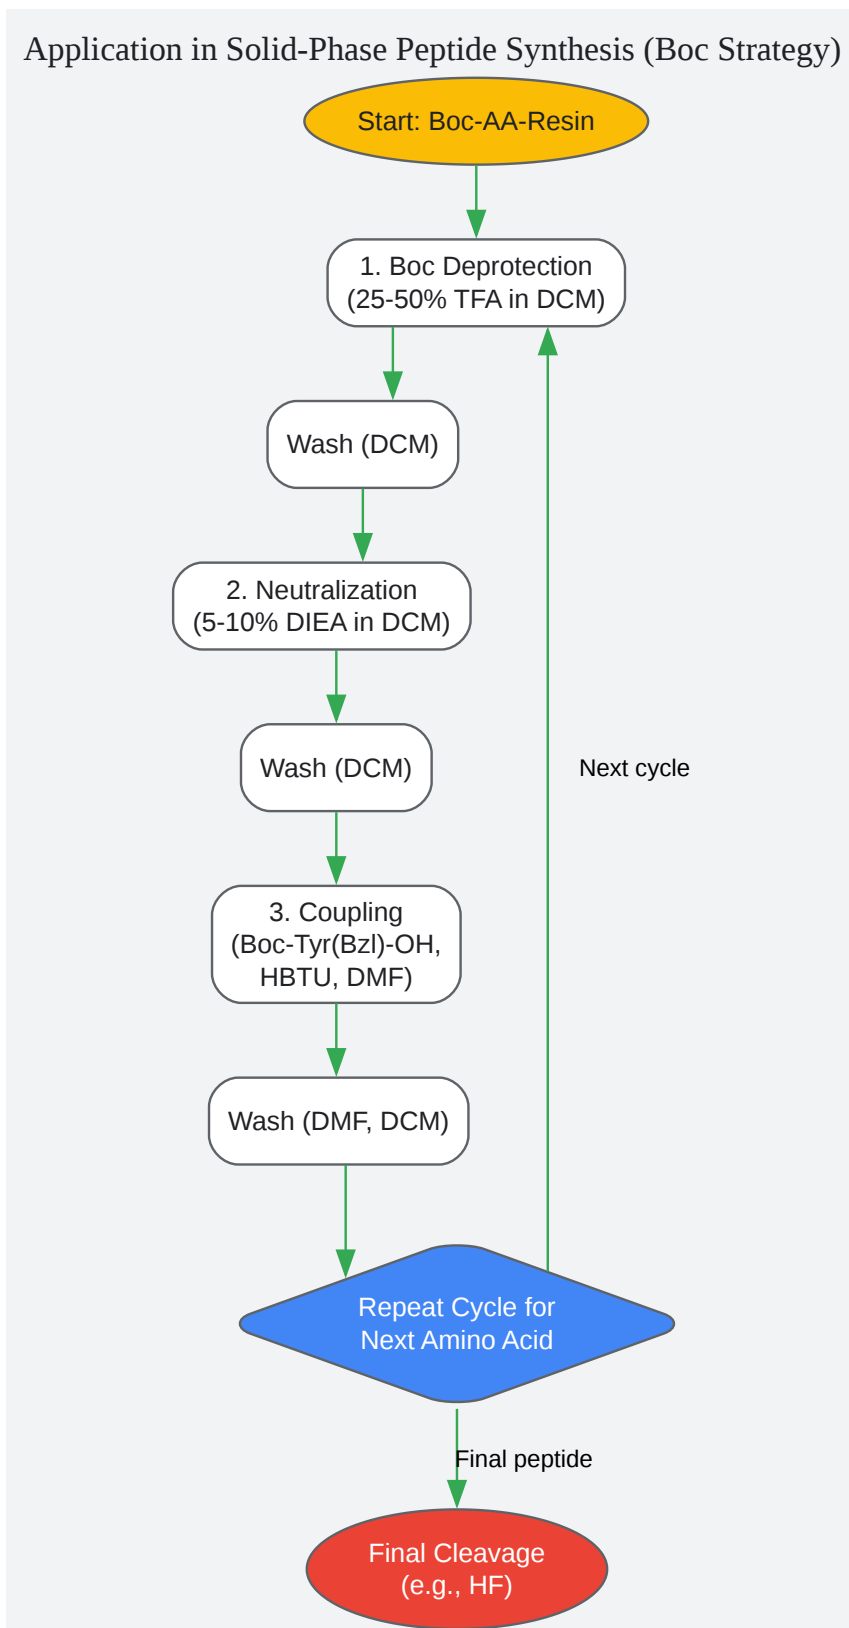 Application in Solid-Phase Peptide Synthesis (Boc Strategy)
Start: Boc-AA-Resin
1. Boc Deprotection
(25-50% TFA in DCM)
Wash (DCM)
2. Neutralization
(5-10% DIEA in DCM)
Wash (DCM)
Next cycle
3. Coupling
(Boc-Tyr(Bzl)-OH,
HBTU, DMF)
Wash (DMF, DCM)
Repeat Cycle for
Next Amino Acid
Final peptide
Final Cleavage
(e.g., HF)